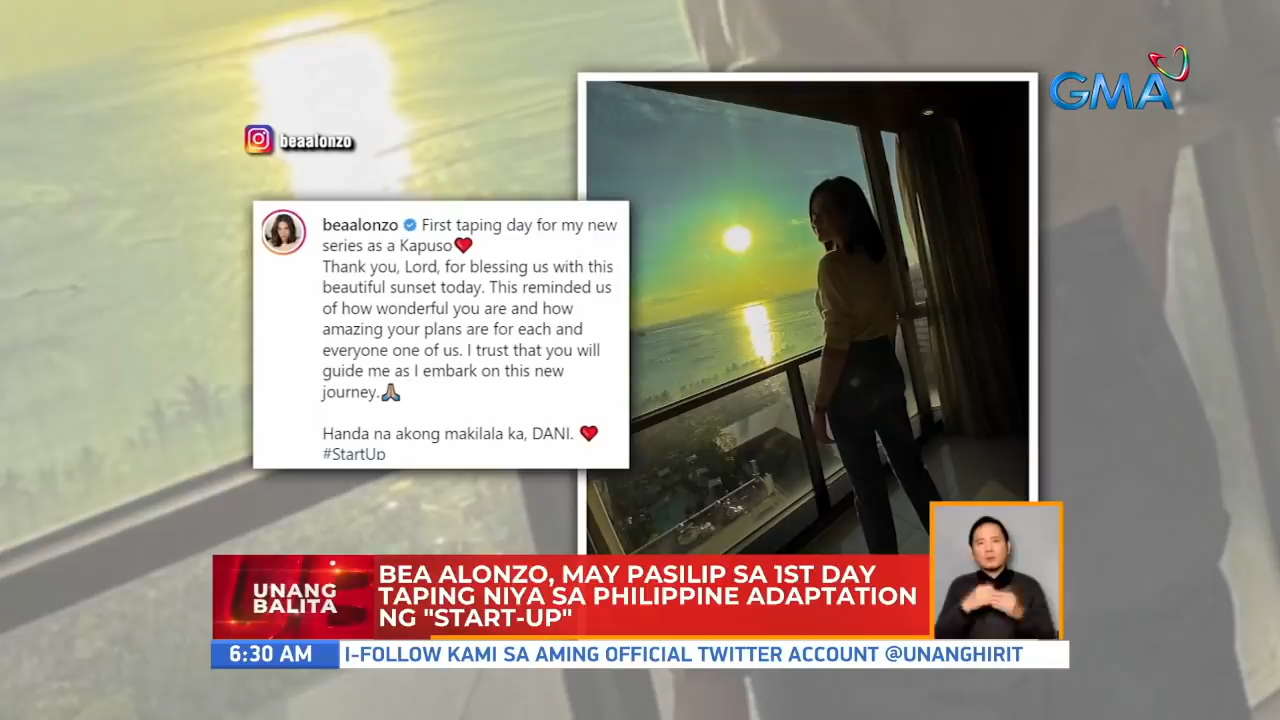 GMA
beaalonzo
beaalonzo First taping day for my new
series as a Kapuso❤️
Thank you, Lord, for blessing us with this
beautiful sunset today. This reminded us
of how wonderful you are and how
amazing your plans are for each and
everyone one of us. I trust that you will
guide me as I embark on this new
journey.🙏🏽
Handa na akong makilala ka, DANI. ❤️
#StartUp
UNANG
BALITA
BEA ALONZO, MAY PASILIP SA 1ST DAY
TAPING NIYA SA PHILIPPINE ADAPTATION
NG "START-UP"
6:30 AM
I-FOLLOW KAMI SA AMING OFFICIAL TWITTER ACCOUNT @UNANGHIRIT